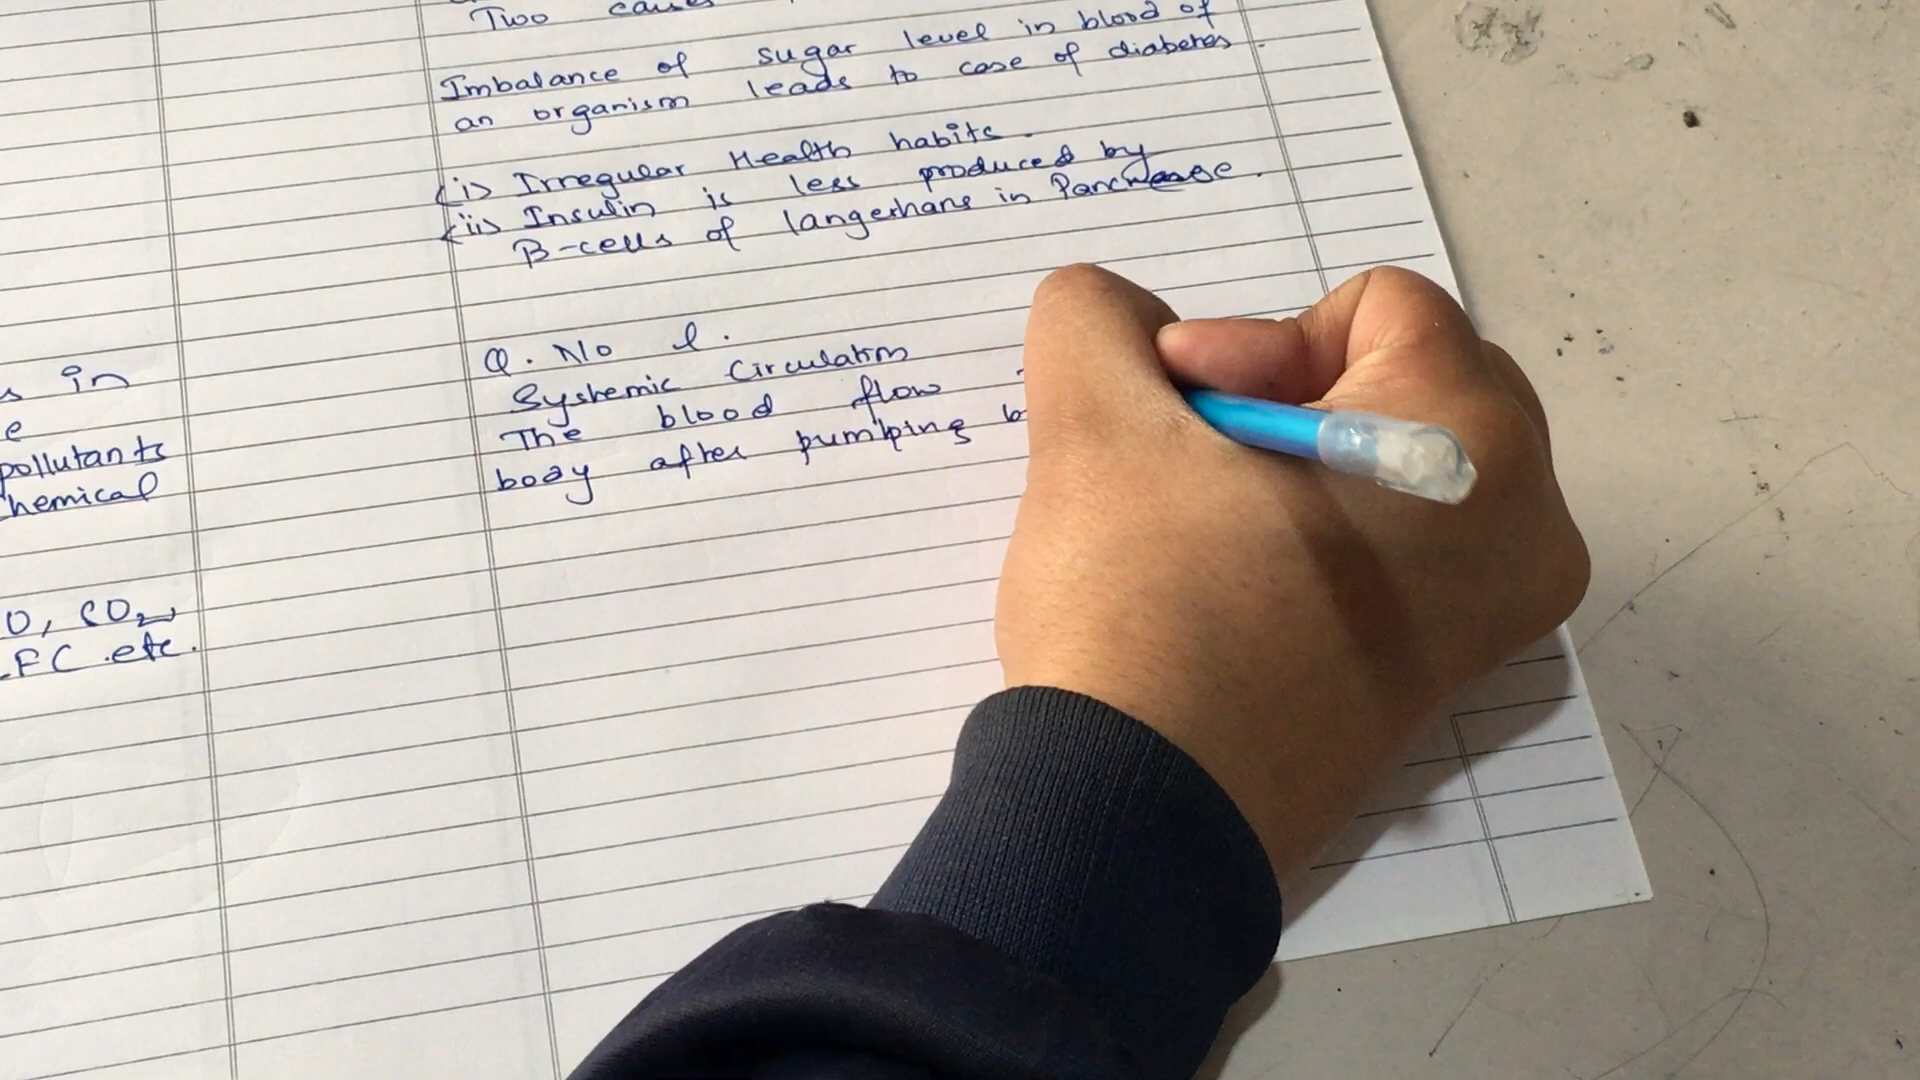 Two causes
Imbalance of sugar level in blood of
an organism leads to case of diabetes.
(i) Irregular Health habits.
(ii) Insulin is less produced by
B-cells of langerhans in
Q. No
Systemic Circulation
The blood flow
body after pumping b
s in
e
pollutants
hemical
O, CO2,
FC etc.